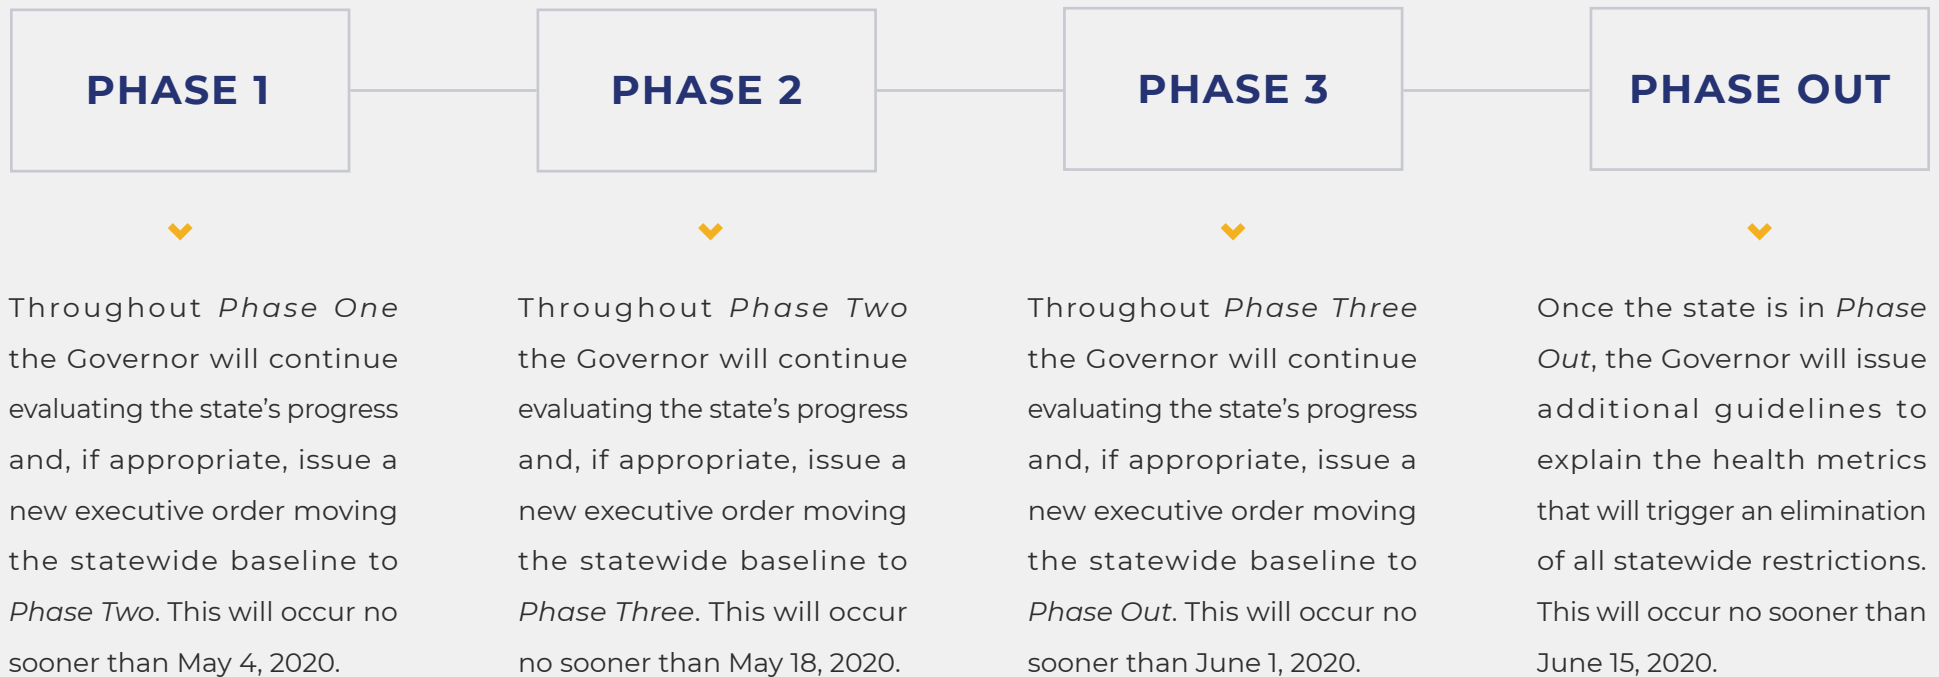 PHASE 1
PHASE 2
PHASE 3
PHASE OUT
Throughout Phase One
the Governor will continue
evaluating the state's progress
and, if appropriate, issue a
new executive order moving
the statewide baseline to
Phase Two. This will occur no
sooner than May 4, 2020.
Throughout Phase Two
the Governor will continue
evaluating the state's progress
and, if appropriate, issue a
new executive order moving
the statewide baseline to
Phase Three. This will occur
no sooner than May 18, 2020.
Throughout Phase Three
the Governor will continue
evaluating the state's progress
and, if appropriate, issue a
new executive order moving
the statewide baseline to
Phase Out. This will occur no
sooner than June 1, 2020.
Once the state is in Phase
Out, the Governor will issue
additional guidelines to
explain the health metrics
that will trigger an elimination
of all statewide restrictions.
This will occur no sooner than
June 15, 2020.